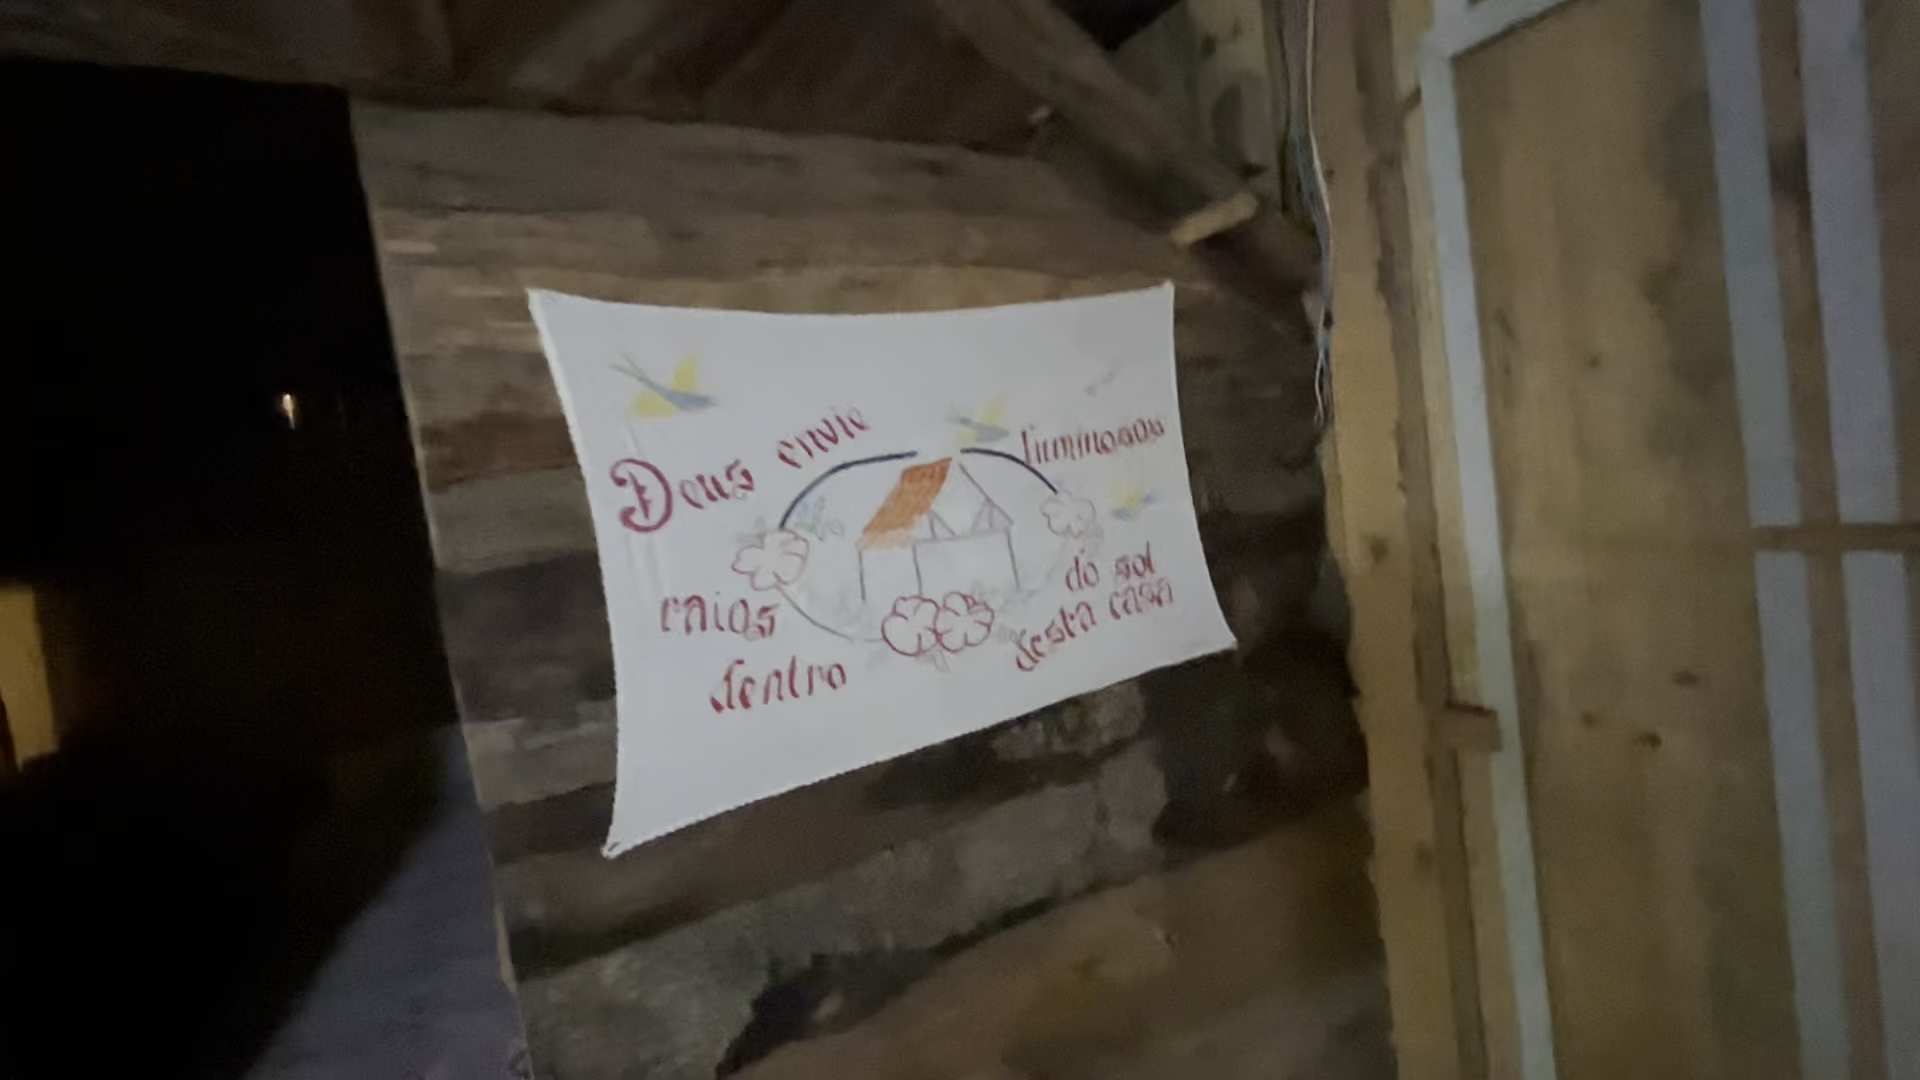 Deus envie
luminosos
raios
do sol
dentro
desta casa